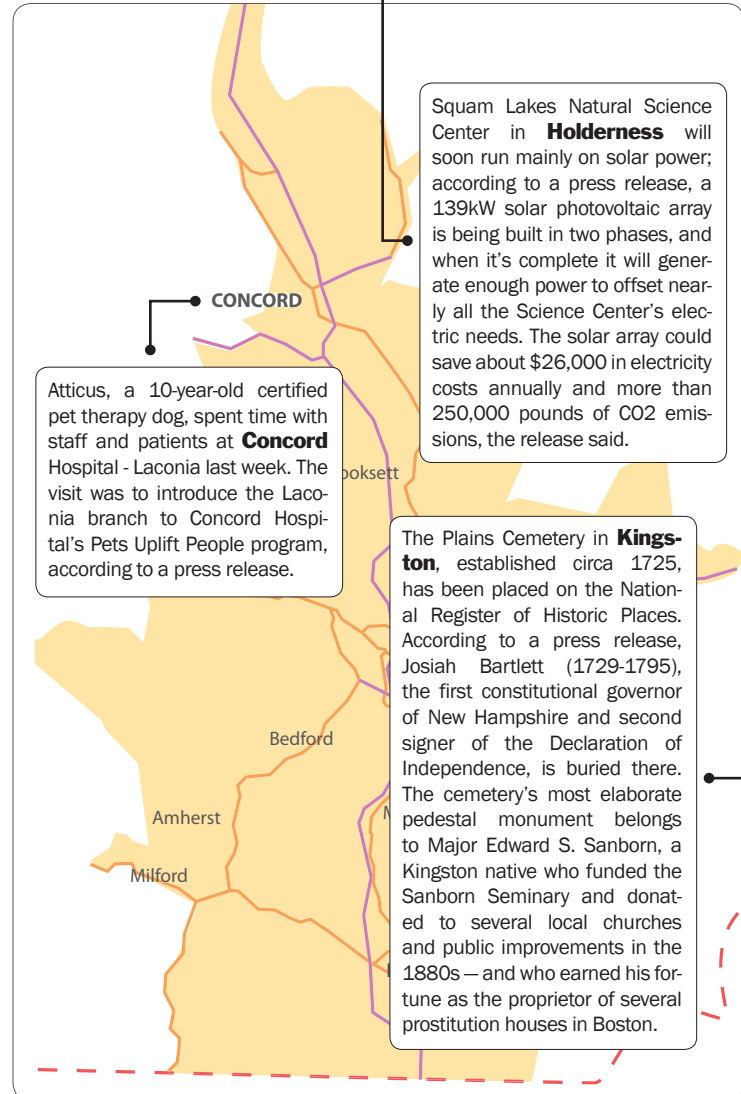 Squam Lakes Natural Science
Center in Holderness will
soon run mainly on solar power;
according to a press release, a
139kW solar photovoltaic array
is being built in two phases, and
when it's complete it will gener-
ate enough power to offset near-
ly all the Science Center's elec-
tric needs. The solar array could
save about $26,000 in electricity
costs annually and more than
250,000 pounds of CO2 emis-
sions, the release said.
CONCORD
Atticus, a 10-year-old certified
pet therapy dog, spent time with
staff and patients at Concord
Hospital - Laconia last week. The
visit was to introduce the Laco-
nia branch to Concord Hospi-
tal's Pets Uplift People program,
according to a press release.
ooksett
The Plains Cemetery in Kings-
ton, established circa 1725,
has been placed on the Nation-
al Register of Historic Places.
According to a press release,
Josiah Bartlett (1729-1795),
the first constitutional governor
of New Hampshire and second
signer of the Declaration of
Independence, is buried there.
The cemetery's most elaborate
pedestal monument belongs
to Major Edward S. Sanborn, a
Kingston native who funded the
Sanborn Seminary and donat-
ed to several local churches
and public improvements in the
1880s — and who earned his for-
tune as the proprietor of several
prostitution houses in Boston.
Bedford
Amherst
Milford